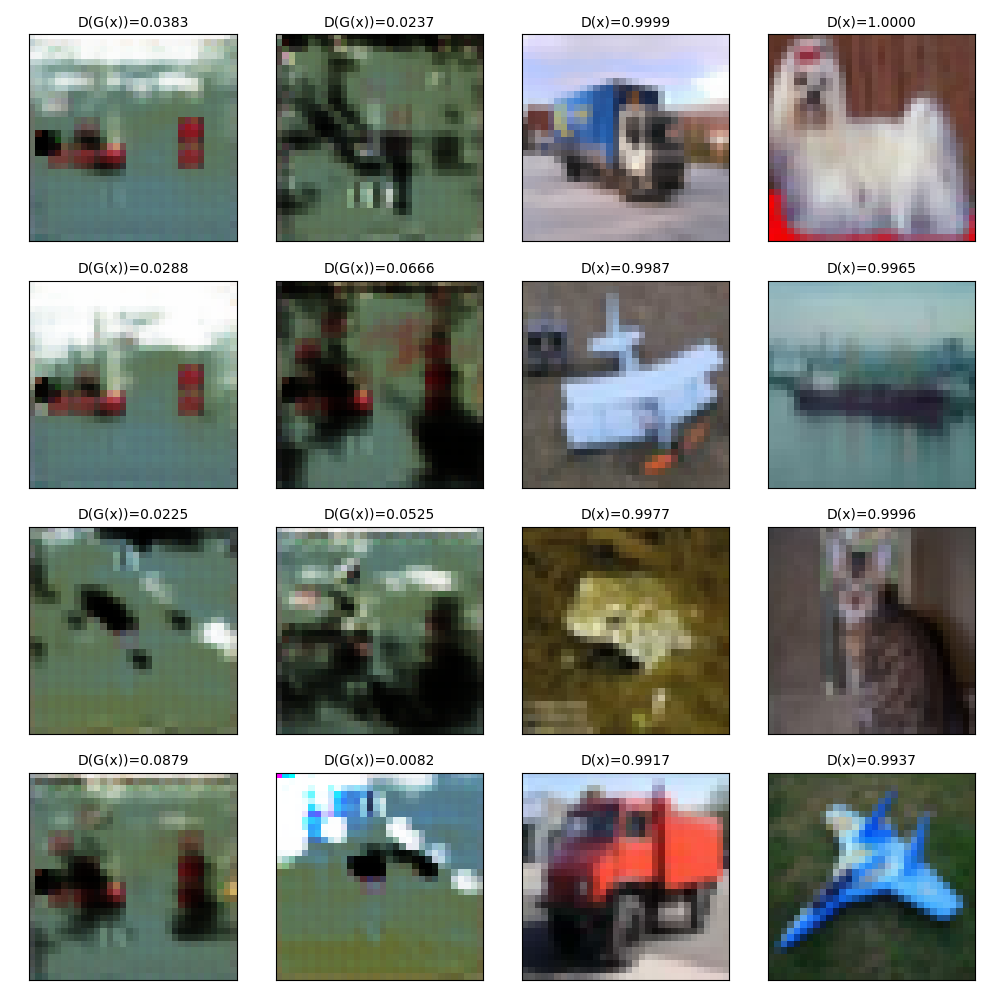 D(G(x))=0.0383
D(G(x))=0.0237
D(x)=0.9999
D(x)=1.0000
D(G(x))=0.0288
D(G(x))=0.0666
D(x)=0.9987
D(x)=0.9965
D(G(x))=0.0225
D(G(x))=0.0525
D(x)=0.9977
D(x)=0.9996
D(G(x))=0.0879
D(G(x))=0.0082
D(x)=0.9917
D(x)=0.9937